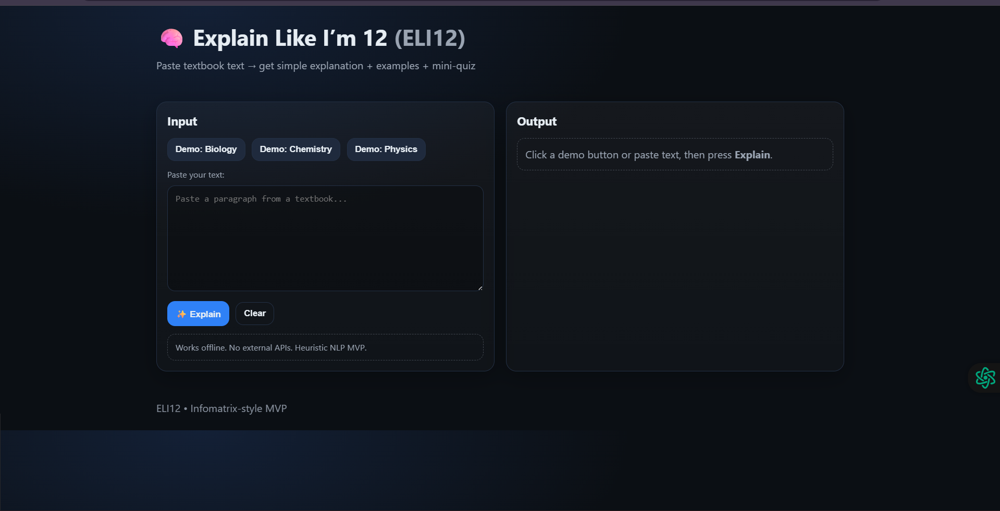 🧠 Explain Like I’m 12 (ELI12)
Paste textbook text → get simple explanation + examples + mini-quiz
Input
Demo: Biology
Demo: Chemistry
Demo: Physics
Paste your text:
Paste a paragraph from a textbook...
✨ Explain
Clear
Works offline. No external APIs. Heuristic NLP MVP.
Output
Click a demo button or paste text, then press Explain.
ELI12 • Infomatrix-style MVP